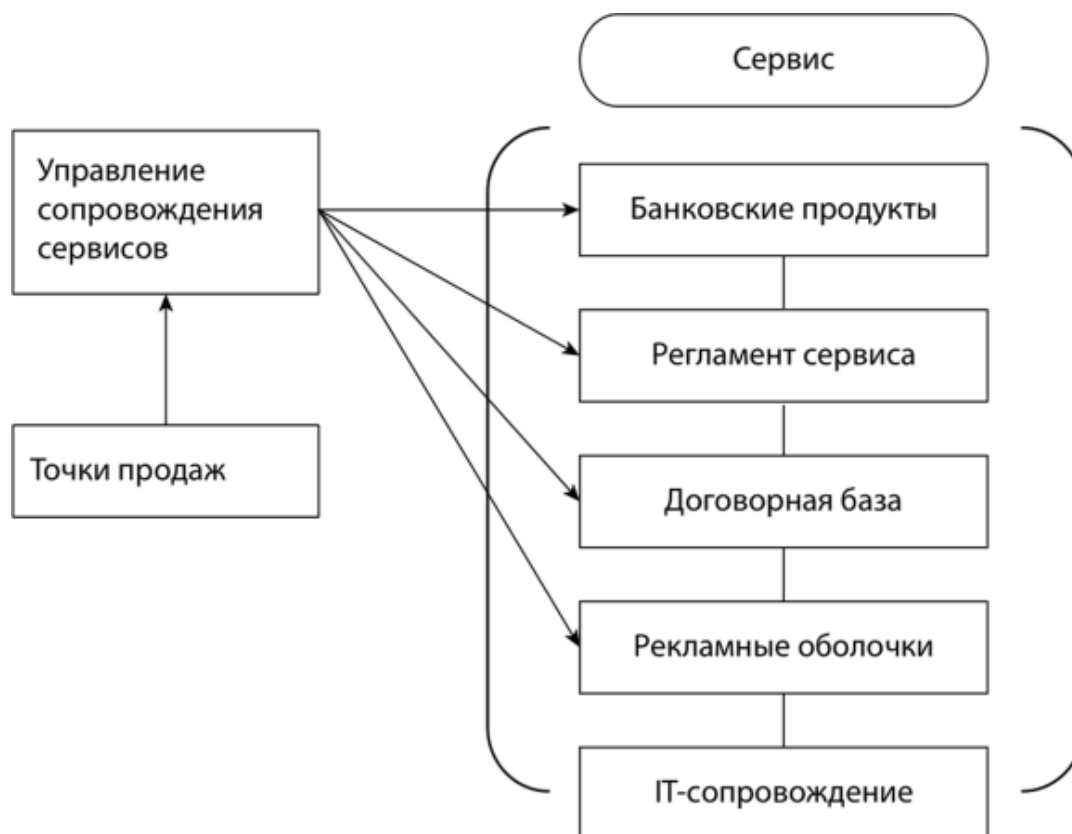 Сервис
Управление
сопровождения
сервисов
Точки продаж
Банковские продукты
Регламент сервиса
Договорная база
Рекламные оболочки
IT-сопровождение